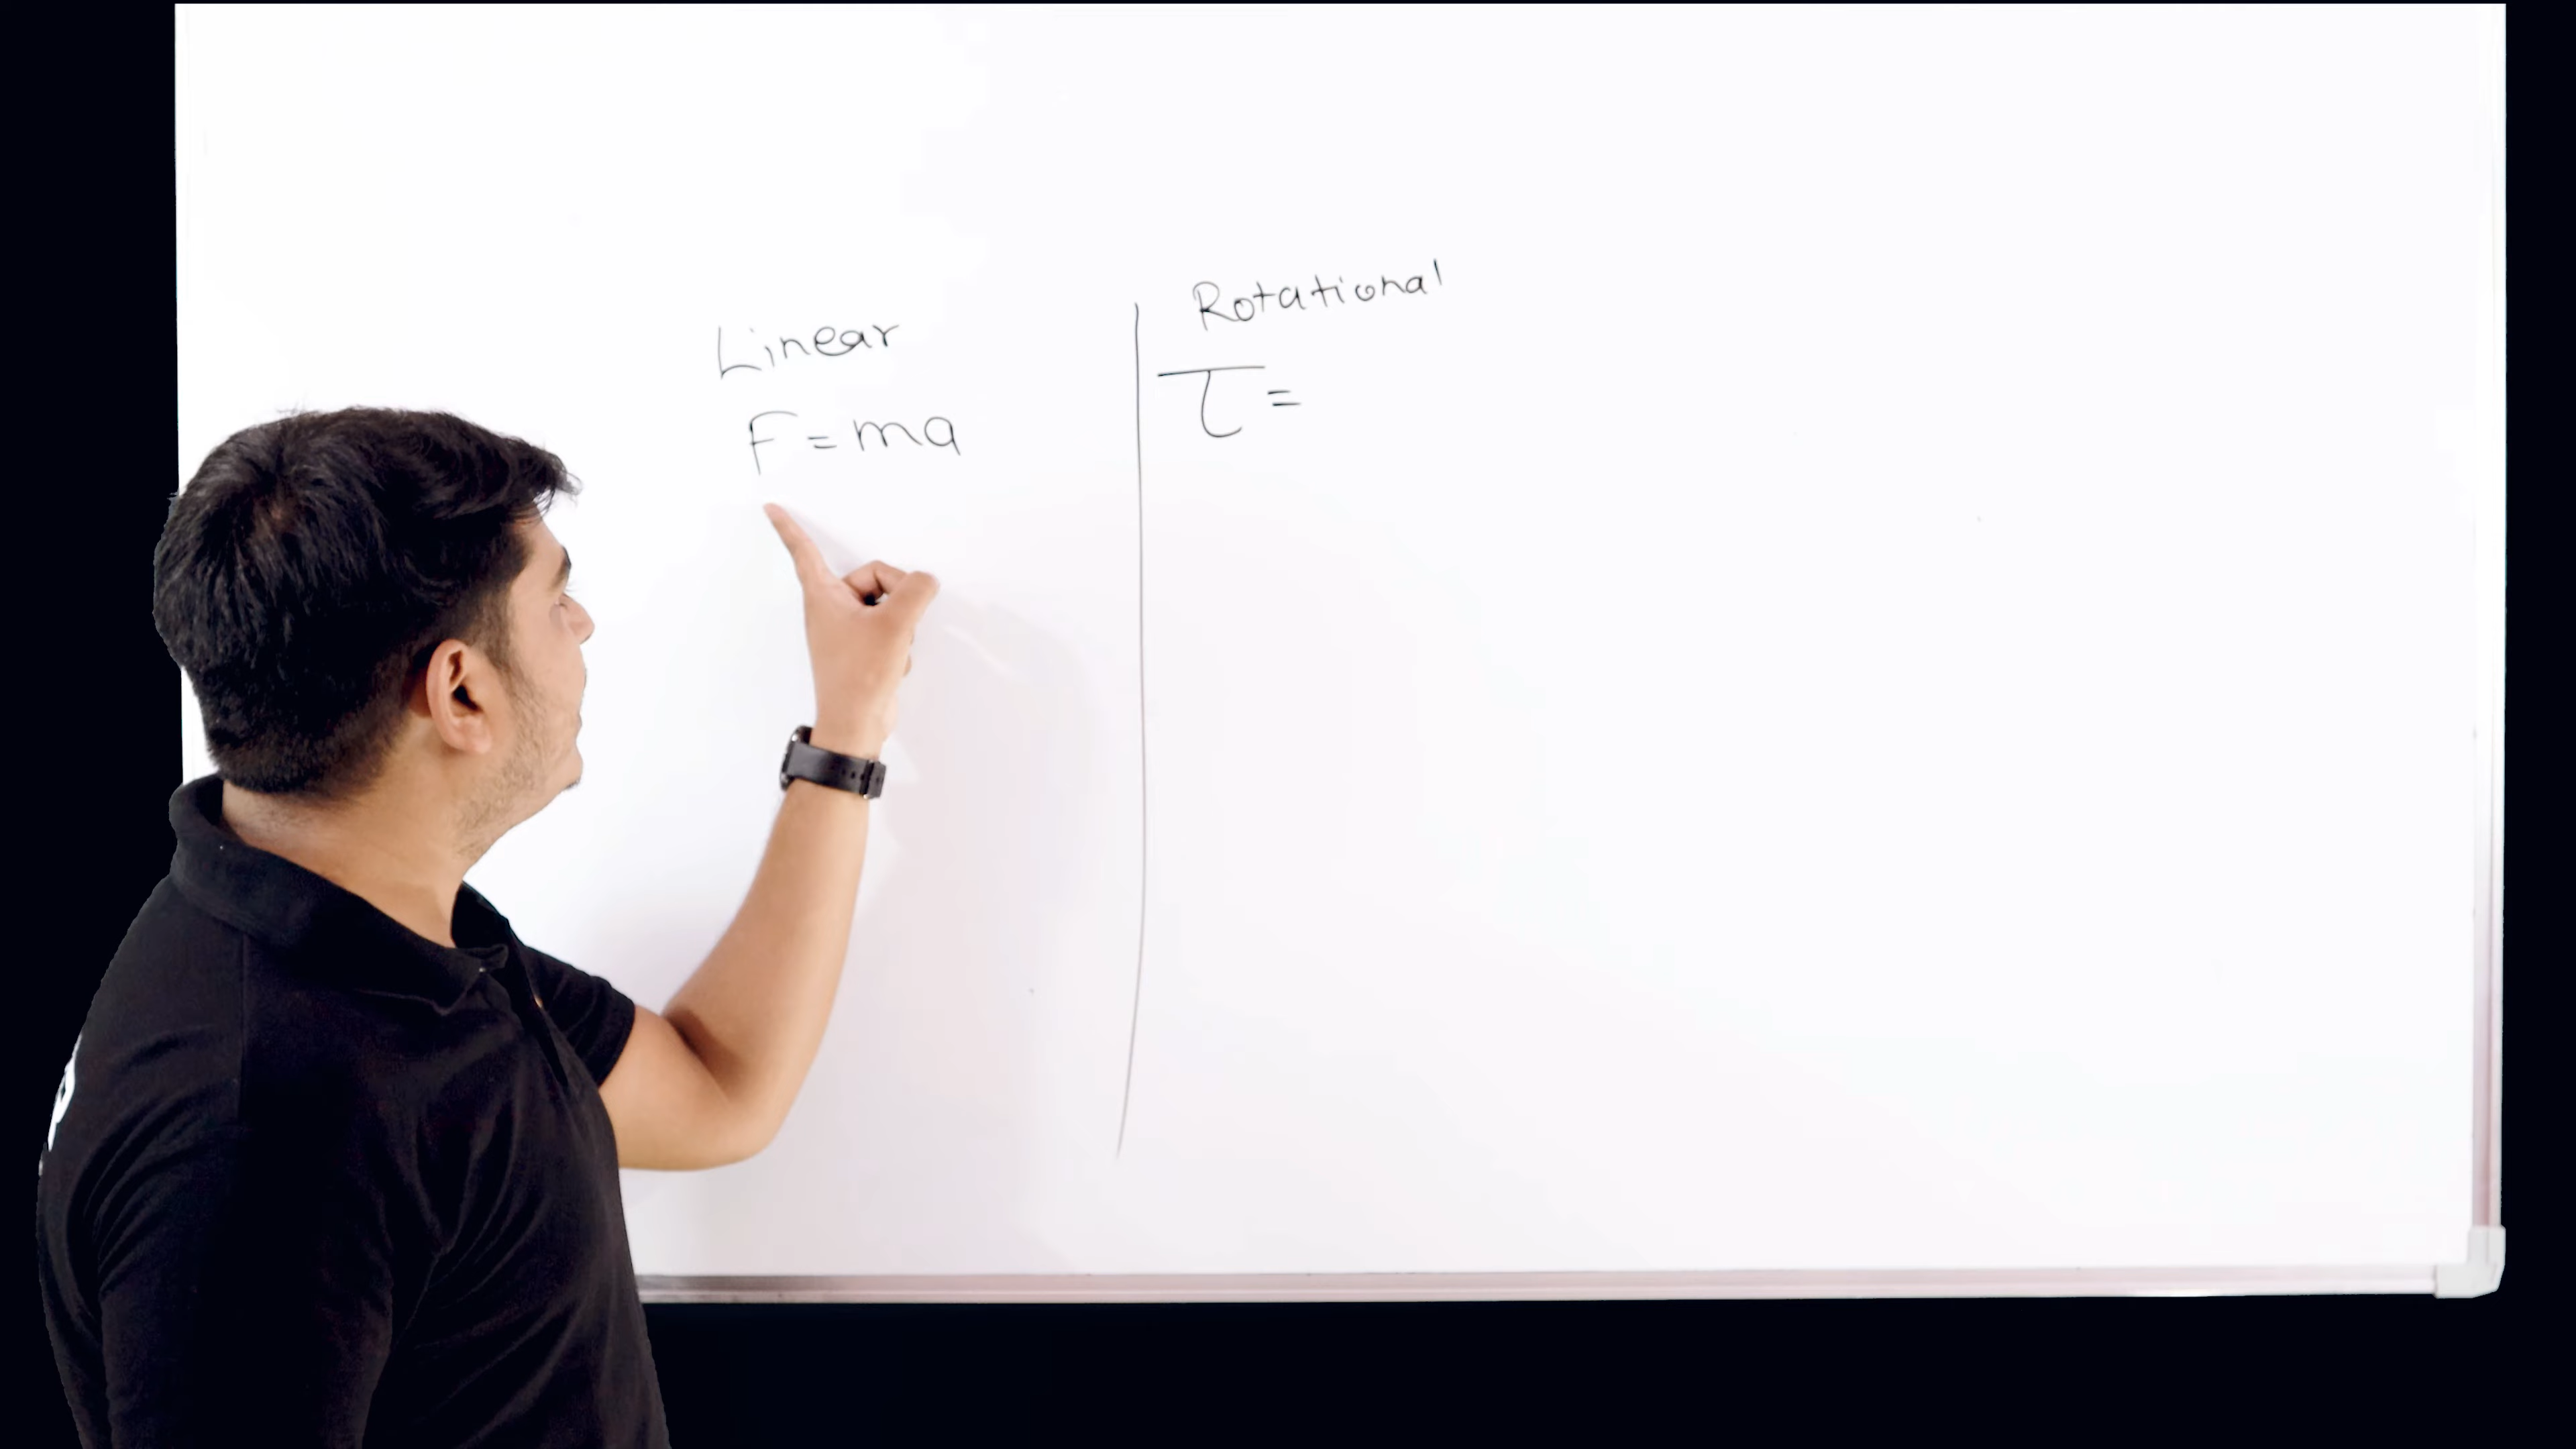 Linear
F = ma
Rotational
τ =